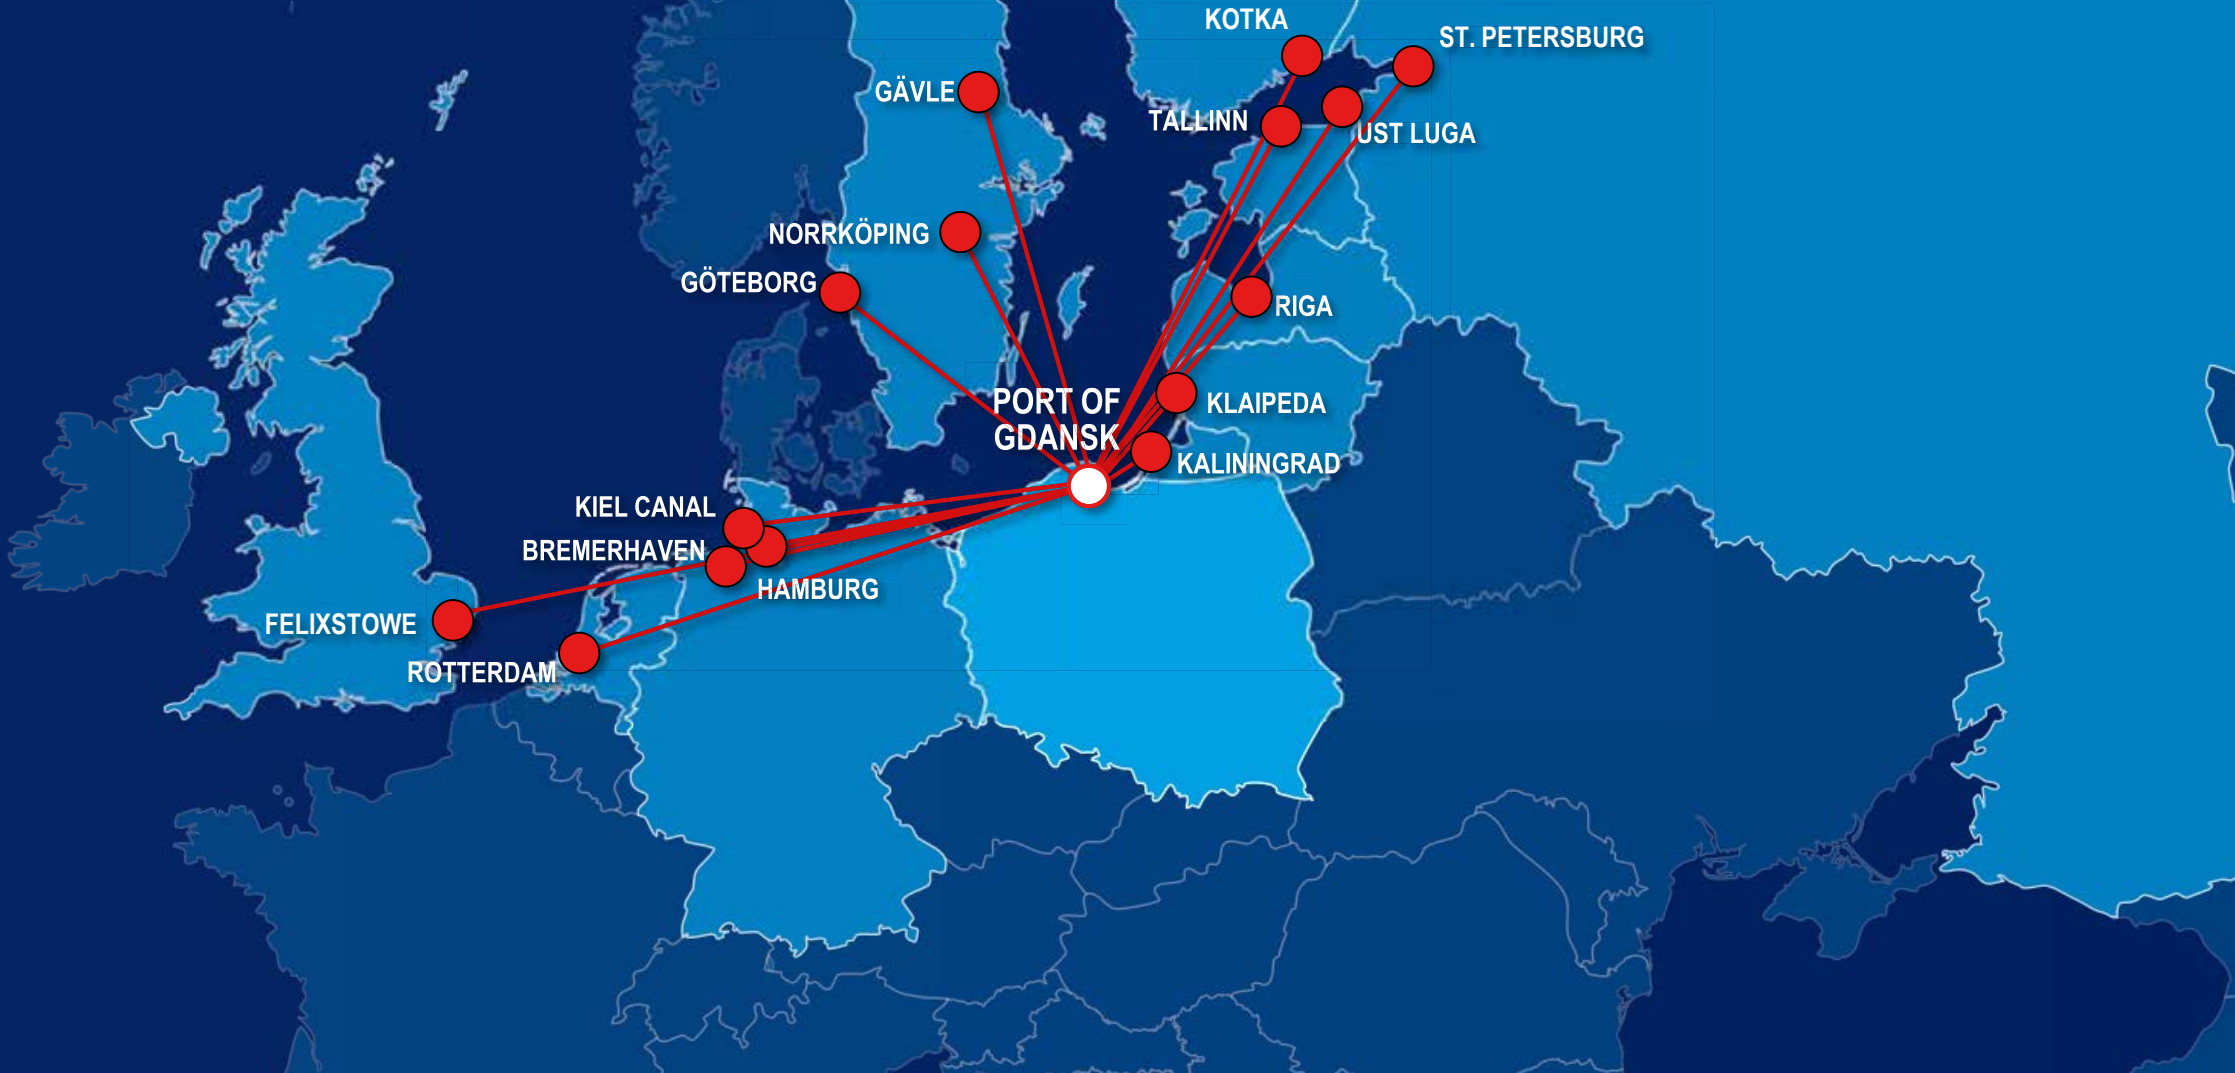 KOTKA
ST. PETERSBURG
GÄVLE
TALLINN
UST LUGA
NORRKÖPING
GÖTEBORG
RIGA
PORT OF
GDANSK
KLAIPEDA
KALININGRAD
KIEL CANAL
BREMERHAVEN
HAMBURG
FELIXSTOWE
ROTTERDAM